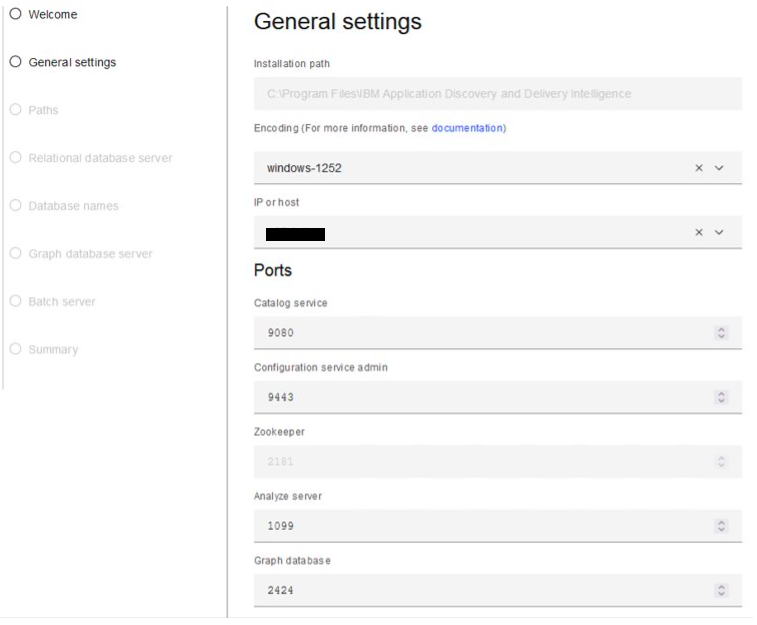 Welcome
General settings
Paths
Relational database server
Database names
Graph database server
Batch server
Summary
General settings
Installation path
C:\Program Files\IBM Application Discovery and Delivery Intelligence
Encoding (For more information, see documentation)
windows-1252
IP or host
Ports
Catalog service
9080
Configuration service admin
9443
Zookeeper
2181
Analyze server
1099
Graph database
2424